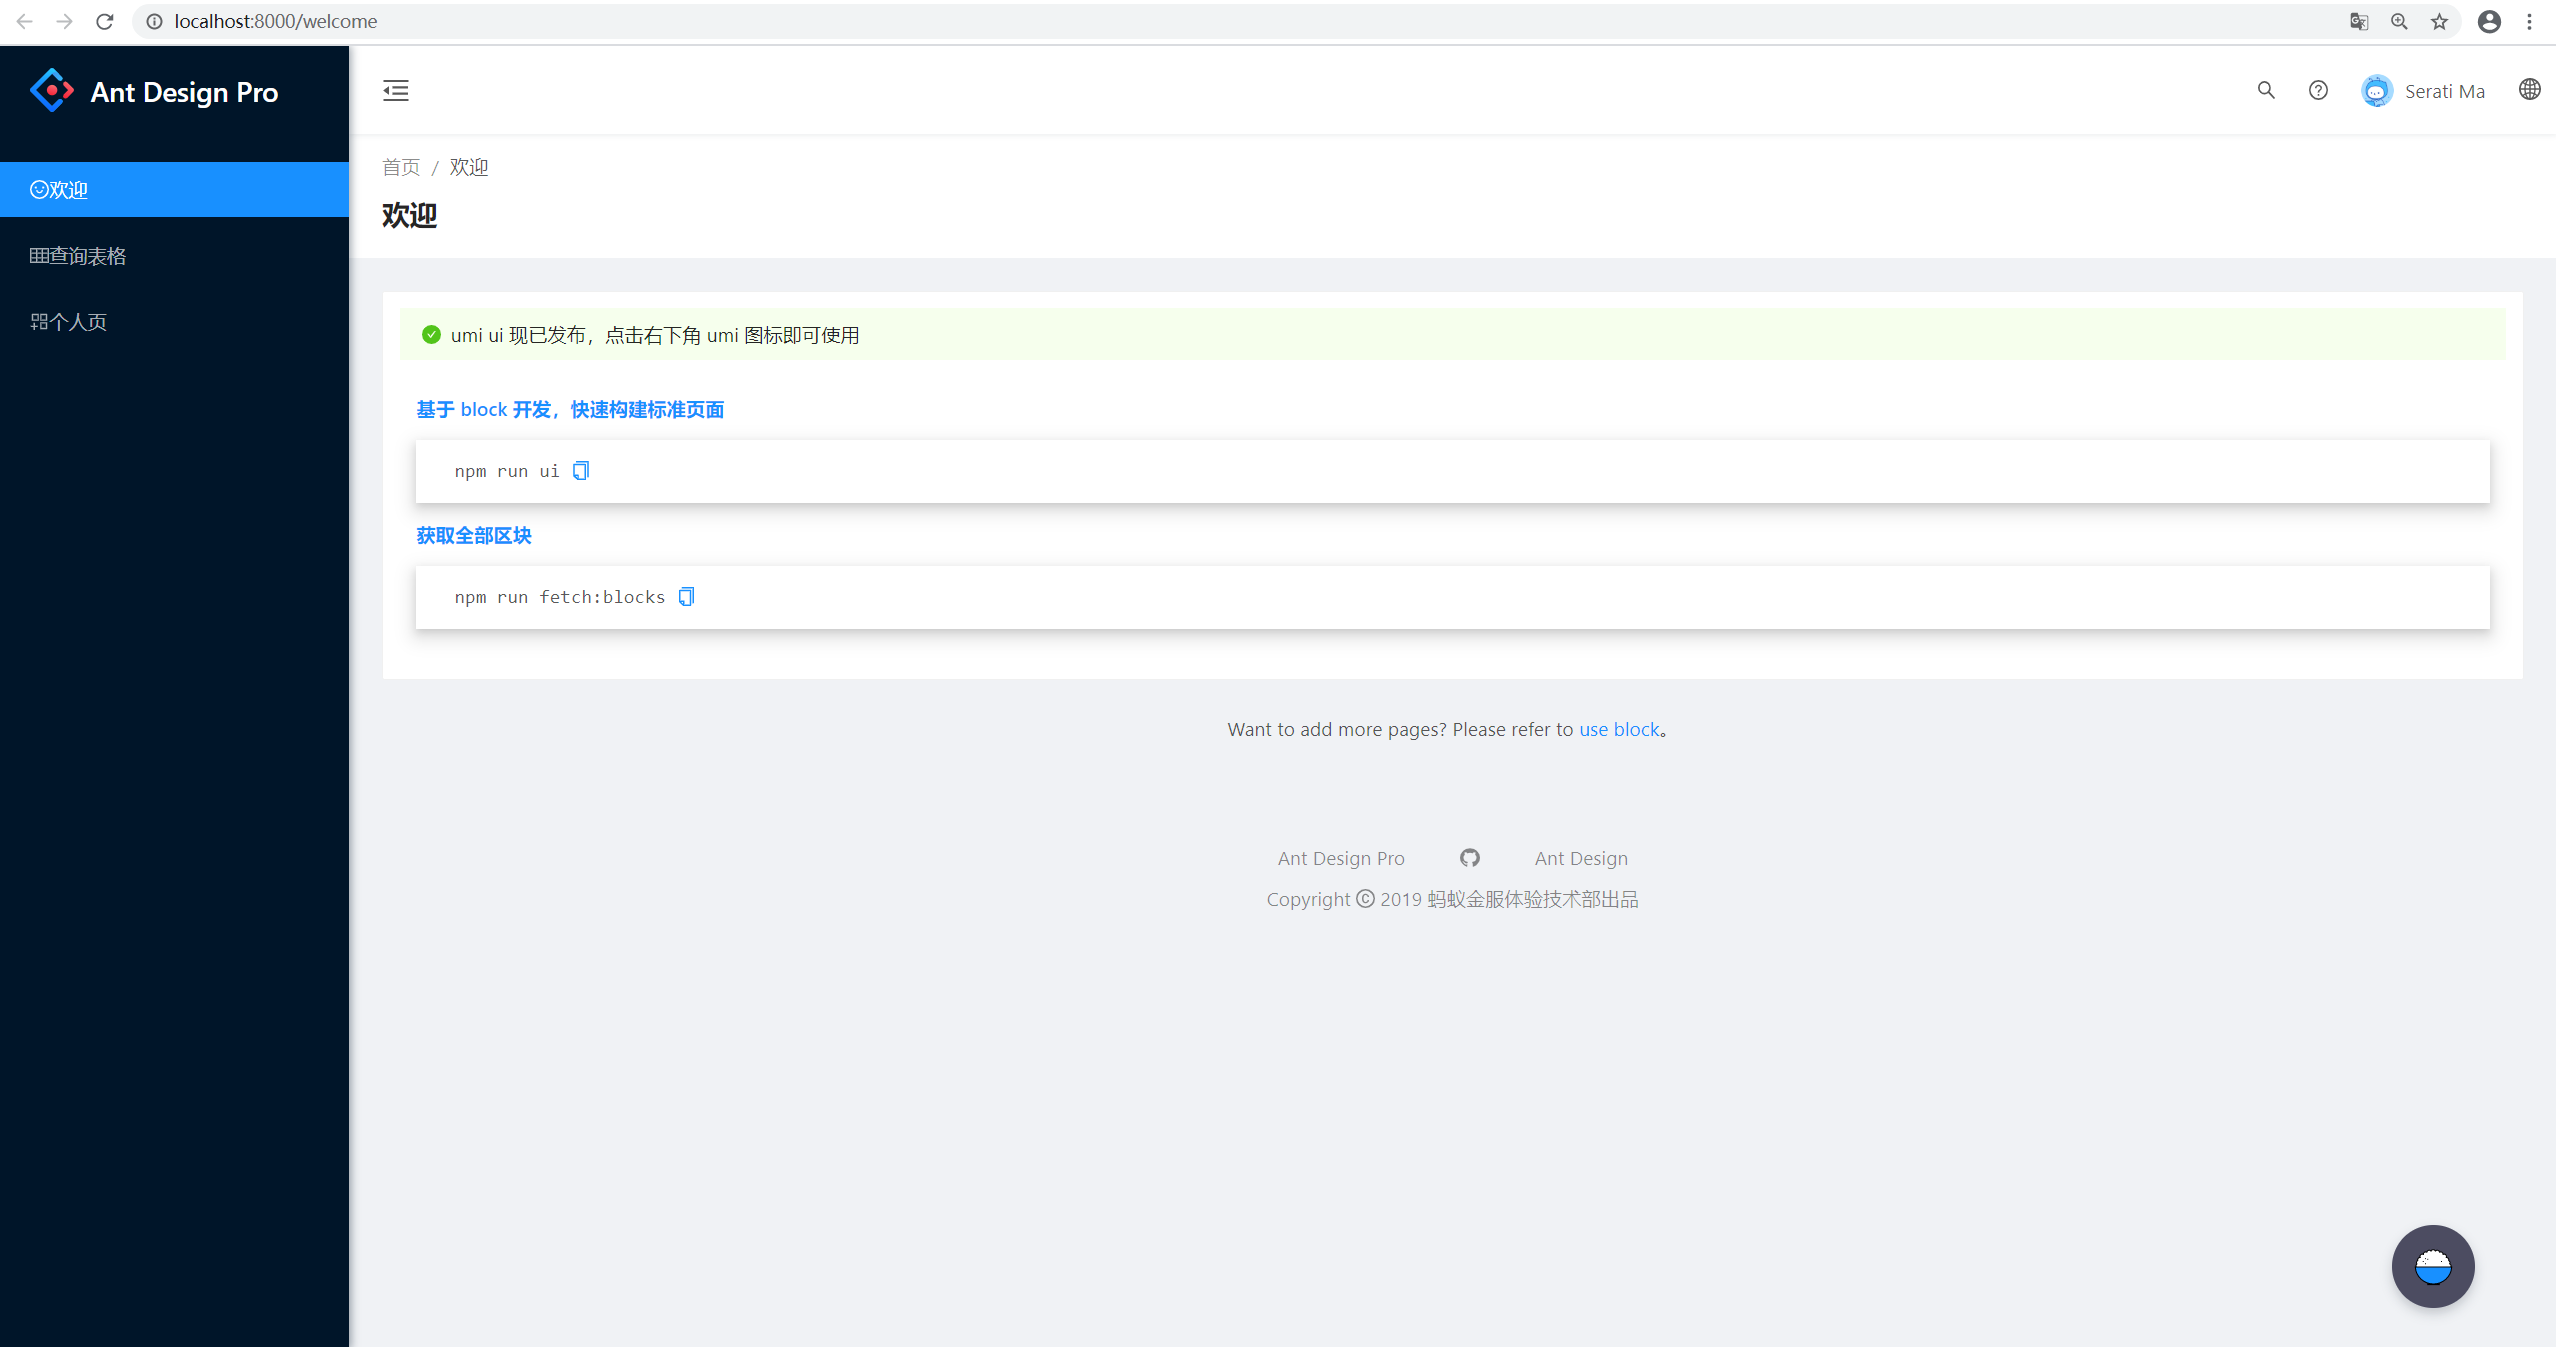 localhost:8000/welcome
Ant Design Pro
Serati Ma
欢迎
查询表格
个人页
首页 / 欢迎
欢迎
umi ui 现已发布，点击右下角 umi 图标即可使用
基于 block 开发，快速构建标准页面
npm run ui
获取全部区块
npm run fetch:blocks
Want to add more pages? Please refer to use block。
Ant Design Pro Ant Design
Copyright © 2019 蚂蚁金服体验技术部出品